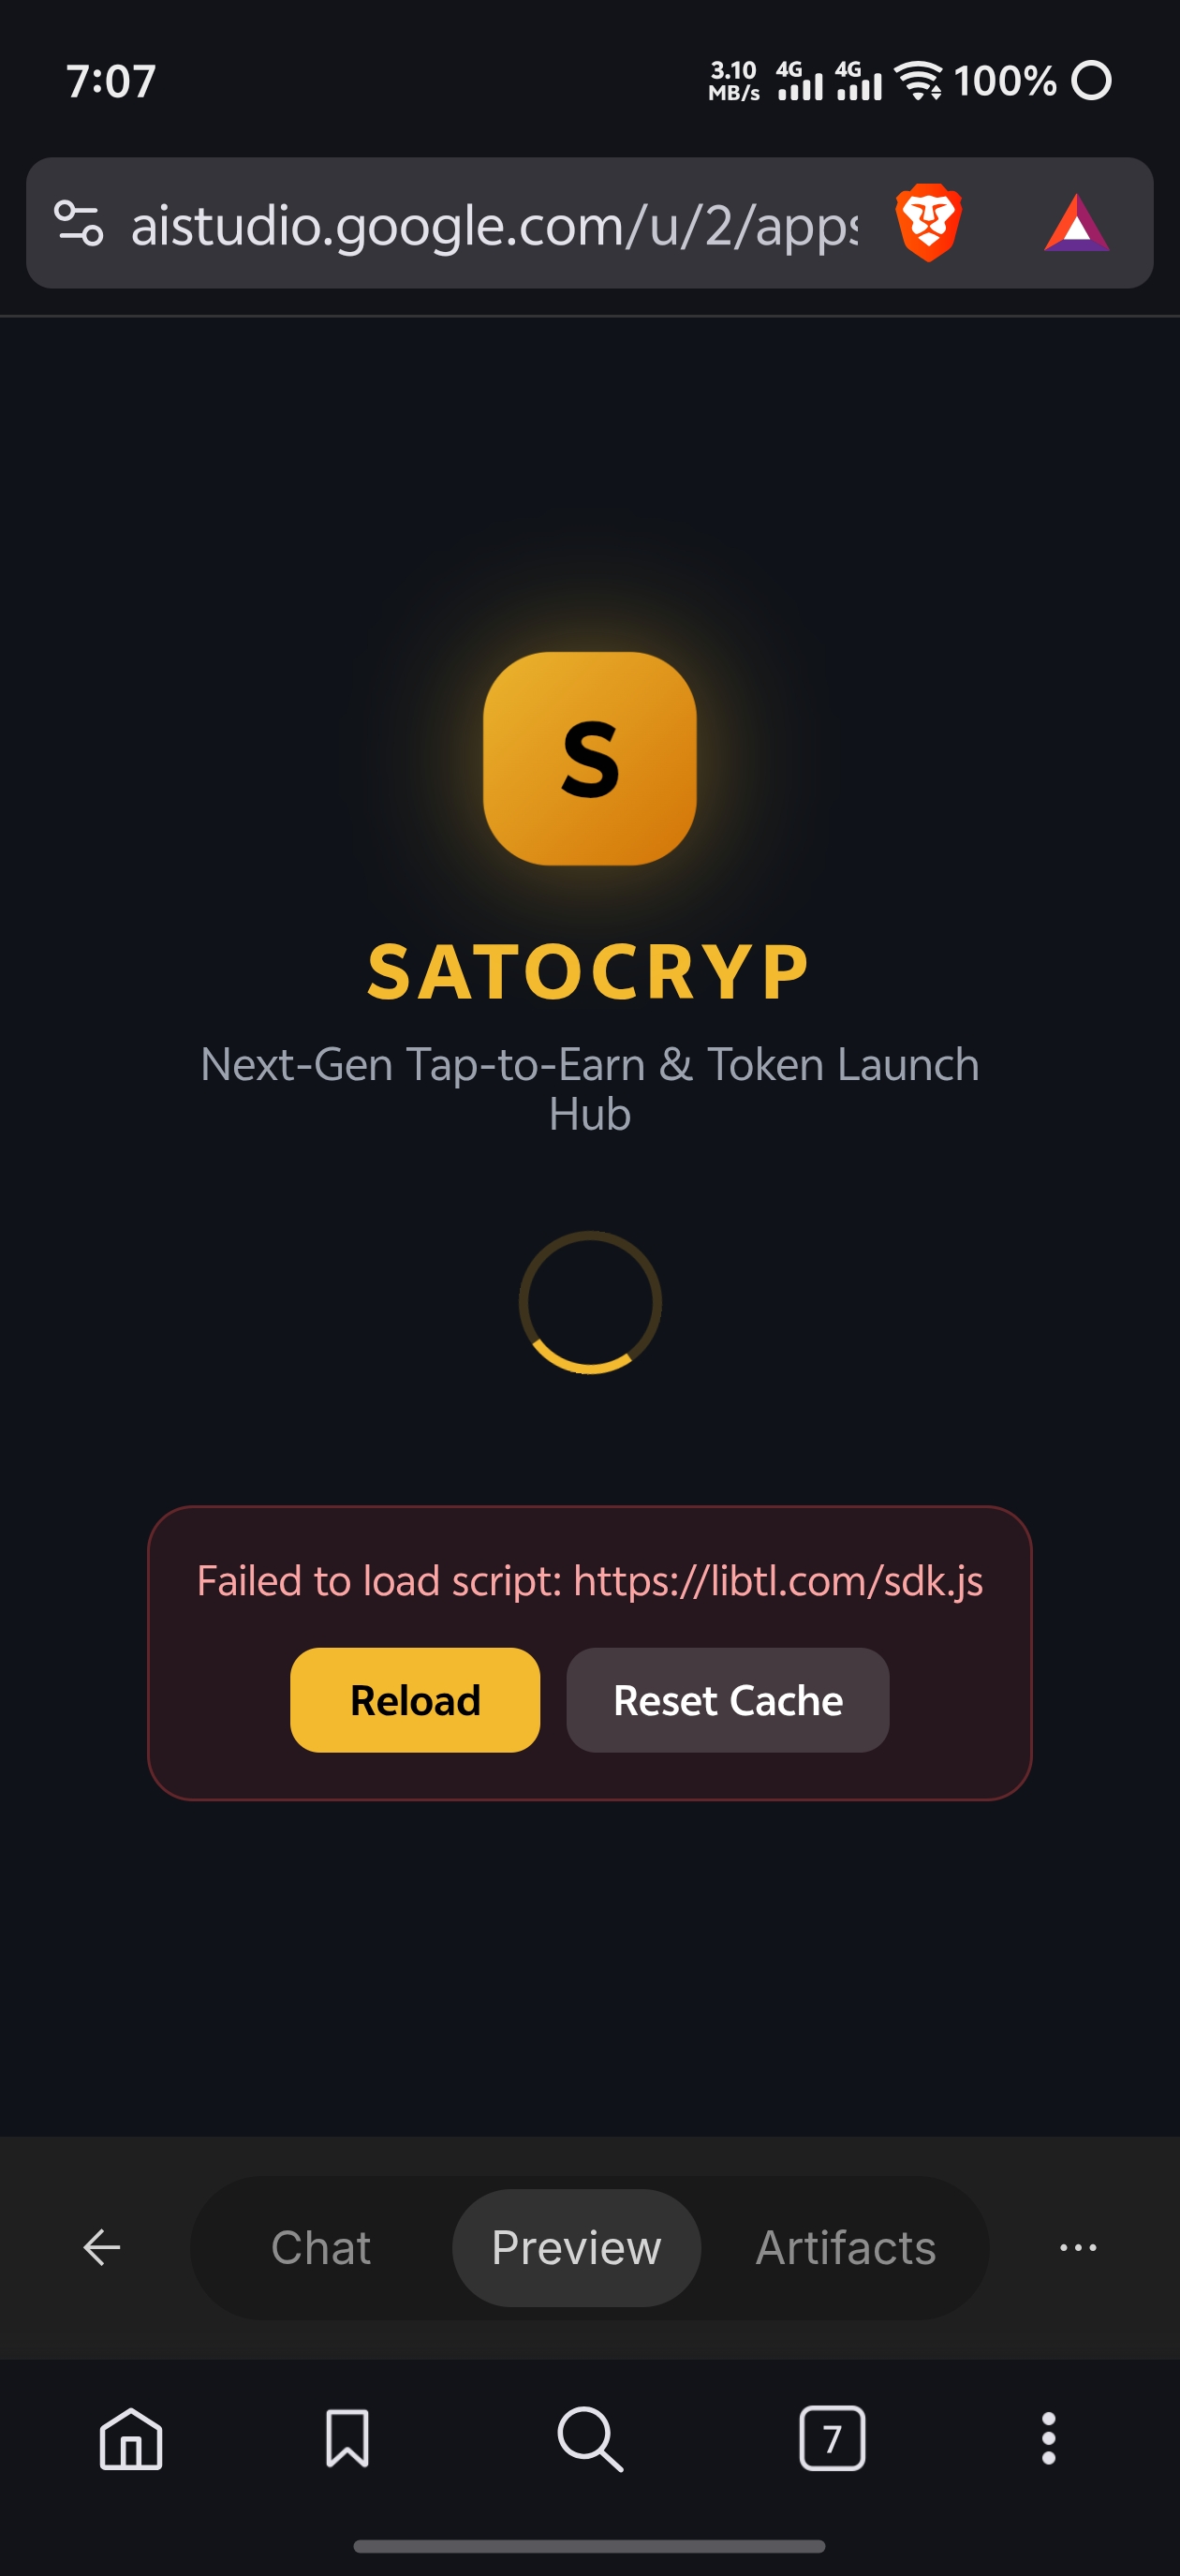 7:07
3.10 MB/s 4G 4G 100%
aistudio.google.com/u/2/apps
S
SATOCRYP
Next-Gen Tap-to-Earn & Token Launch
Hub
Failed to load script: https://libtl.com/sdk.js
Reload Reset Cache
Chat Preview Artifacts
7